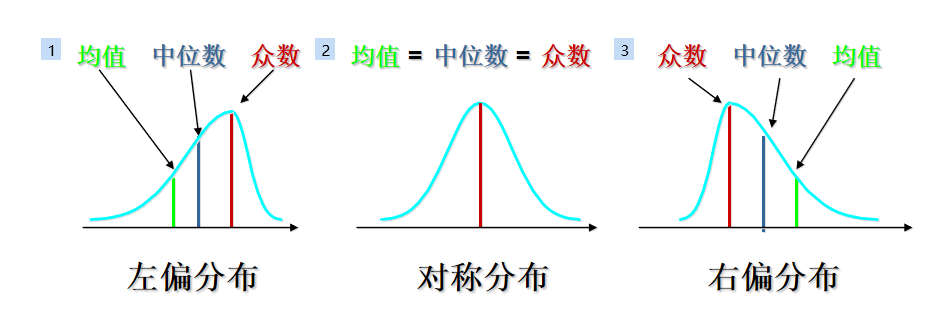 1 均值 中位数 众数
2 均值 = 中位数 = 众数
3 众数 中位数 均值
左偏分布 对称分布 右偏分布